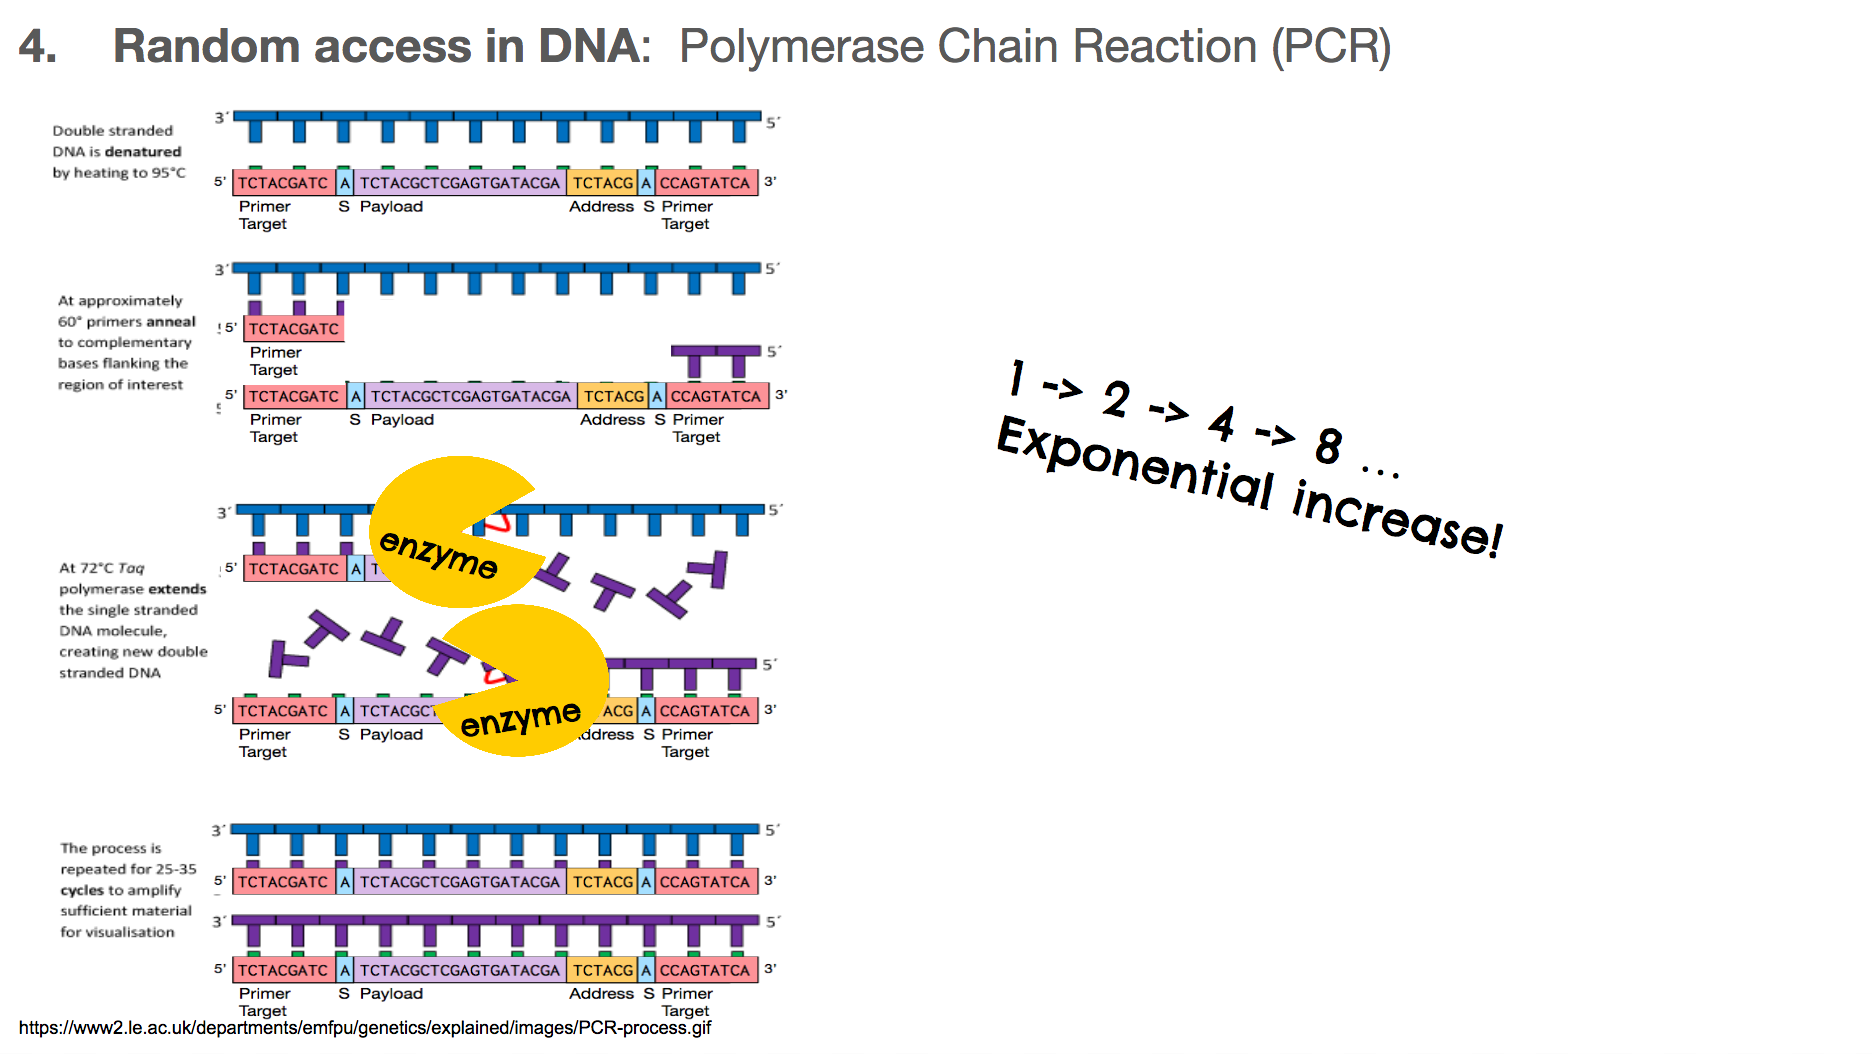 4. Random access in DNA: Polymerase Chain Reaction (PCR)
Double stranded
DNA is denatured
by heating to 95°C
3´ 5´
5' TCTACGATC A TCTACGCTCGAGTGATACGA TCTACG A CCAGTATCA 3'
Primer S Payload Address S Primer
Target Target
At approximately
60° primers anneal
to complementary
bases flanking the
region of interest
3´ 5´
5' TCTACGATC
Primer
Target
5´
5' TCTACGATC A TCTACGCTCGAGTGATACGA TCTACG A CCAGTATCA 3'
Primer S Payload Address S Primer
Target Target
1 -> 2 -> 4 -> 8 ...
Exponential increase!
At 72°C Taq
polymerase extends
the single stranded
DNA molecule,
creating new double
stranded DNA
3´ 5´
enzyme
5' TCTACGATC A T
5´
enzyme
5' TCTACGATC A TCTACGCT ACG A CCAGTATCA 3'
Primer S Payload ddress S Primer
Target Target
The process is
repeated for 25-35
cycles to amplify
sufficient material
for visualisation
3´ 5´
5' TCTACGATC A TCTACGCTCGAGTGATACGA TCTACG A CCAGTATCA 3'
3´ 5´
5' TCTACGATC A TCTACGCTCGAGTGATACGA TCTACG A CCAGTATCA 3'
Primer S Payload Address S Primer
Target Target
https://www2.le.ac.uk/departments/emfpu/genetics/explained/images/PCR-process.gif